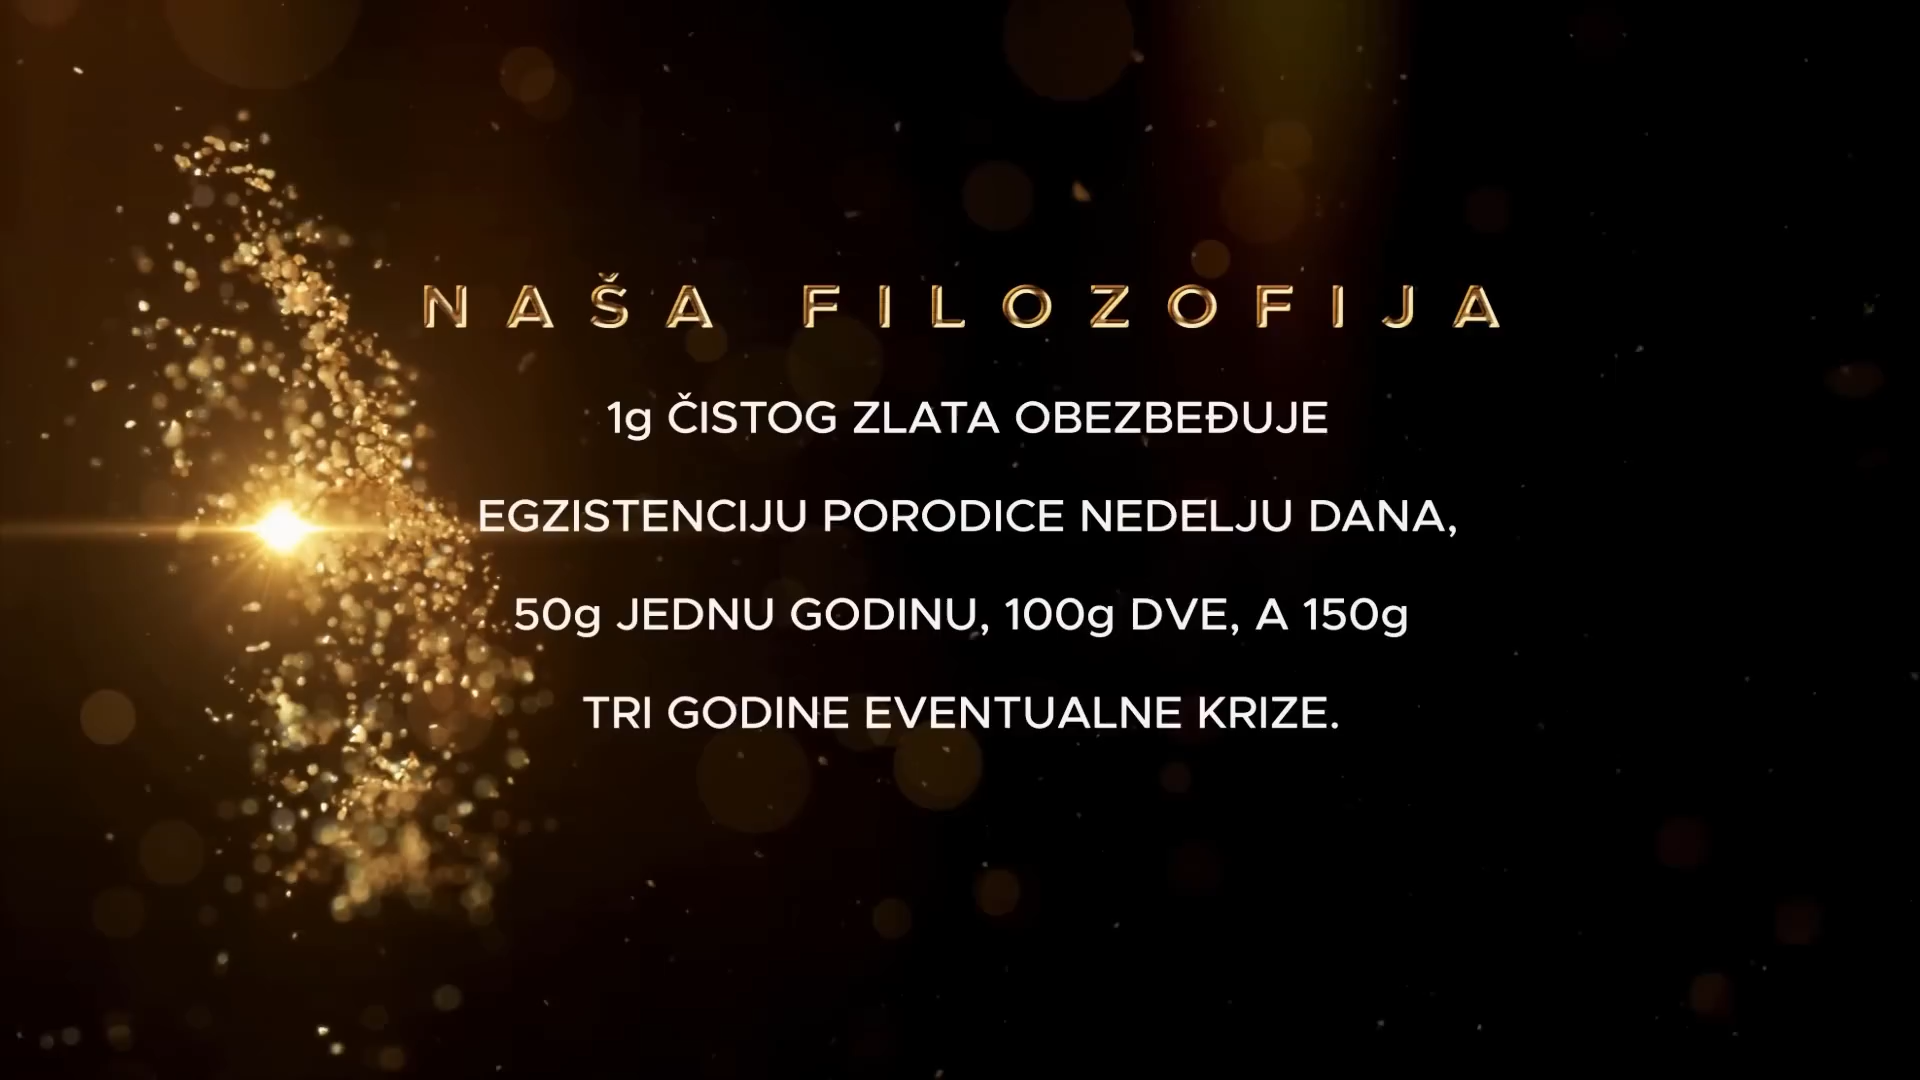 NAŠA FILOZOFIJA
1g ČISTOG ZLATA OBEZBEĐUJE
EGZISTENCIJU PORODICE NEDELJU DANA,
50g JEDNU GODINU, 100g DVE, A 150g
TRI GODINE EVENTUALNE KRIZE.